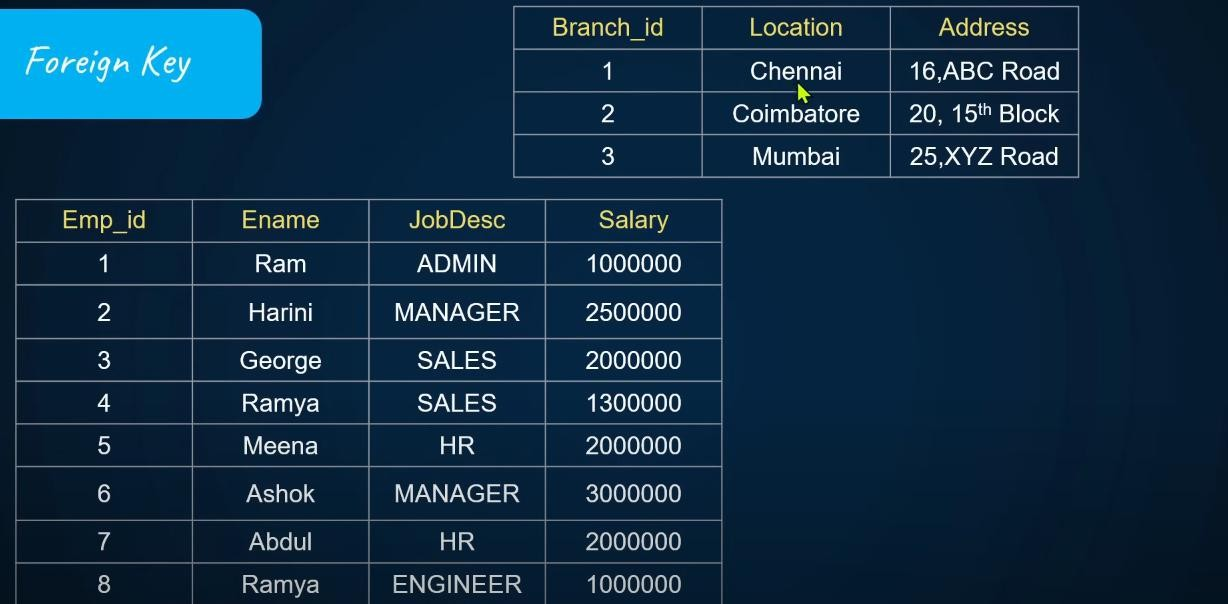 Foreign Key
Branch_id Location Address
1 Chennai 16,ABC Road
2 Coimbatore 20, 15th Block
3 Mumbai 25,XYZ Road
Emp_id Ename JobDesc Salary
1 Ram ADMIN 1000000
2 Harini MANAGER 2500000
3 George SALES 2000000
4 Ramya SALES 1300000
5 Meena HR 2000000
6 Ashok MANAGER 3000000
7 Abdul HR 2000000
8 Ramya ENGINEER 1000000